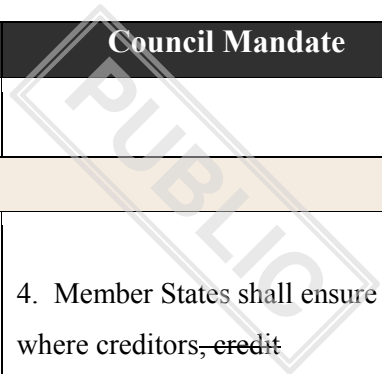 Council Mandate
PUBLIC
4. Member States shall ensure
where creditors, credit